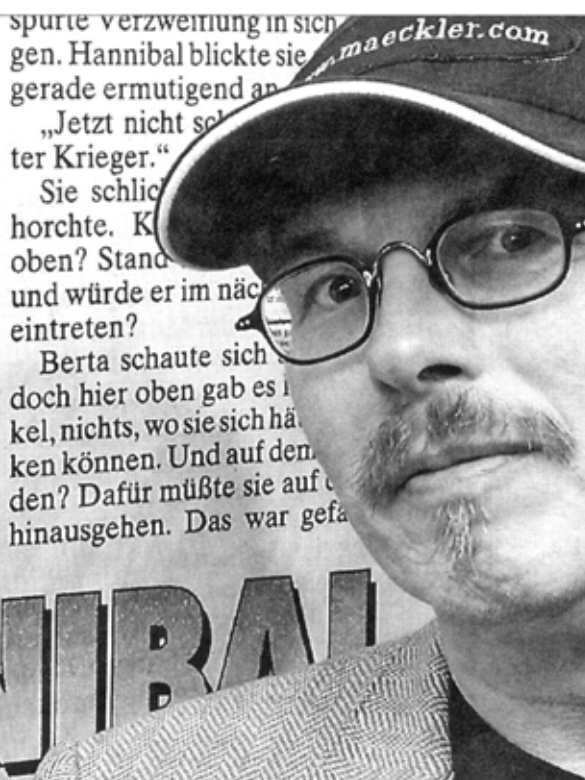 spürte Verzweiflung in sich
gen. Hannibal blickte sie
gerade ermutigend an
„Jetzt nicht
ter Krieger.“
Sie
horchte.
oben? Stand
und würde er im
eintreten?
Berta schaute sich
doch hier oben gab es
kel, nichts, wo sie sich
ken können. Und auf dem
den? Dafür müßte sie auf
hinausgehen. Das war
maeckler.com
NIBAL